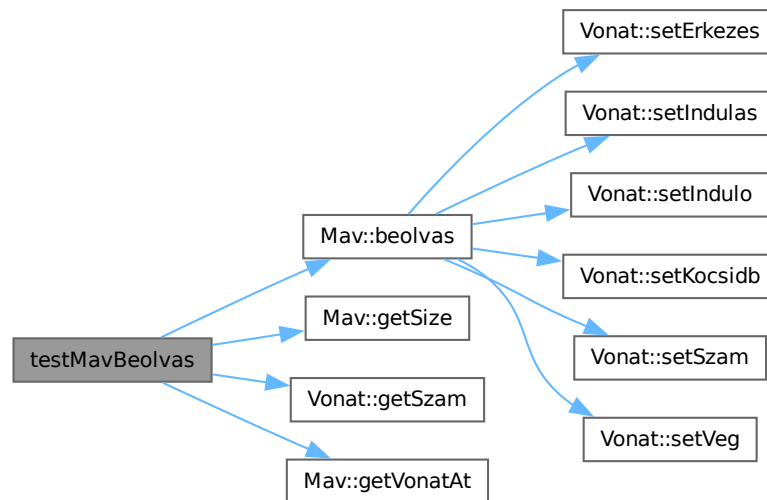 testMavBeolvas
Mav::beolvas
Mav::getSize
Vonat::getSzam
Mav::getVonatAt
Vonat::setErkezes
Vonat::setIndulas
Vonat::setIndulo
Vonat::setKocsidb
Vonat::setSzam
Vonat::setVeg